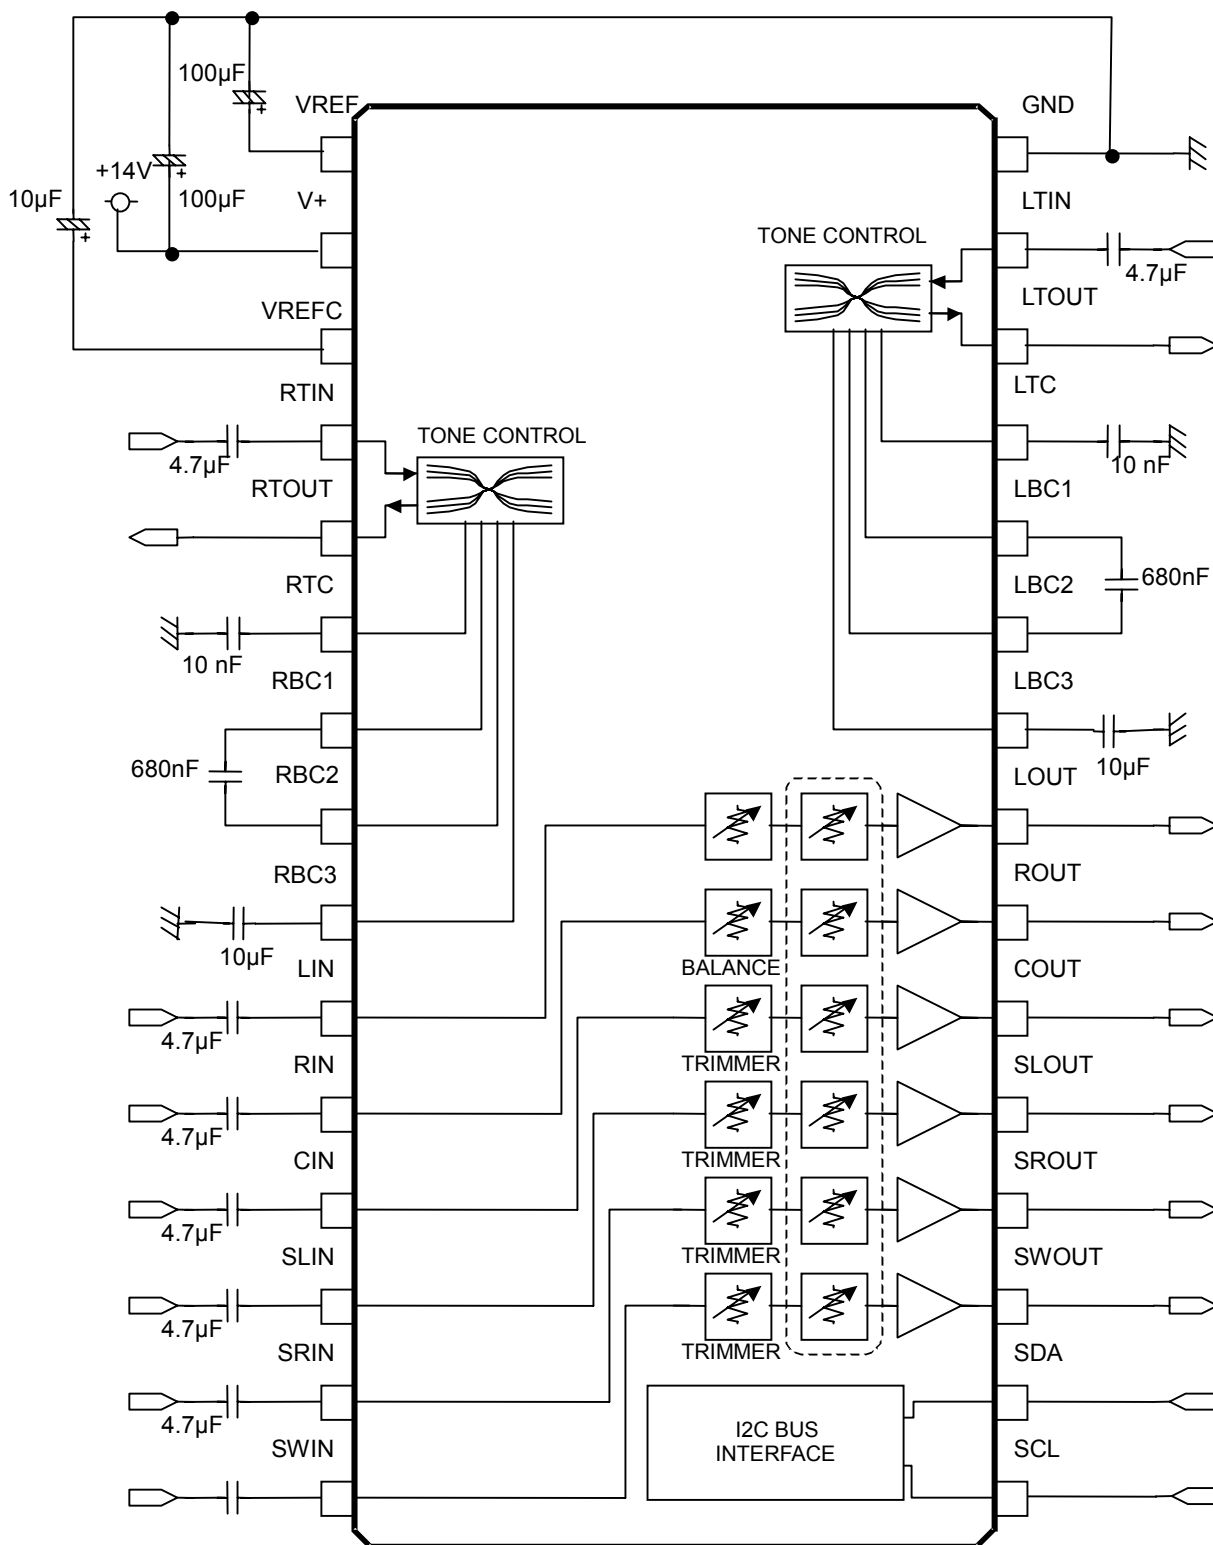 100µF
VREF
GND
+14V
10µF
100µF
V+
LTIN
TONE CONTROL
4.7µF
LTOUT
VREFC
LTC
RTIN
TONE CONTROL
4.7µF
10 nF
RTOUT
LBC1
RTC
LBC2
680nF
10 nF
RBC1
LBC3
680nF
RBC2
10µF
LOUT
RBC3
ROUT
10µF
LIN
BALANCE
COUT
4.7µF
RIN
TRIMMER
SLOUT
4.7µF
CIN
TRIMMER
SROUT
4.7µF
SLIN
TRIMMER
SWOUT
4.7µF
SRIN
TRIMMER
SDA
4.7µF
SWIN
I2C BUS
INTERFACE
SCL